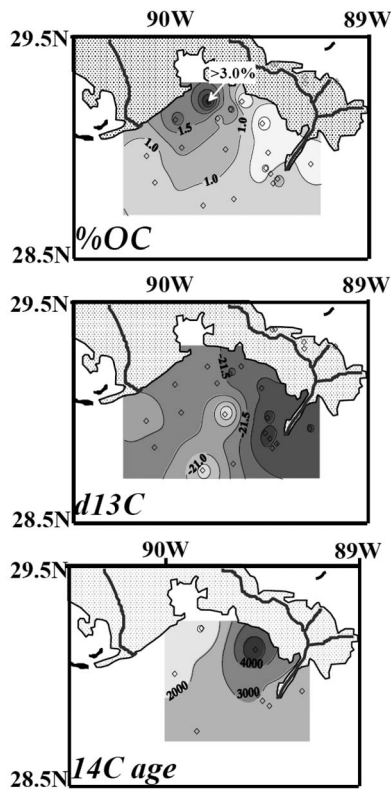 90W 89W
29.5N
>3.0%
1.5
1.0
1.0
1.0
28.5N
%OC
90W 89W
29.5N
-21.5
-21.5
-21.0
28.5N
d13C
90W 89W
29.5N
4000
2000
3000
28.5N
14C age